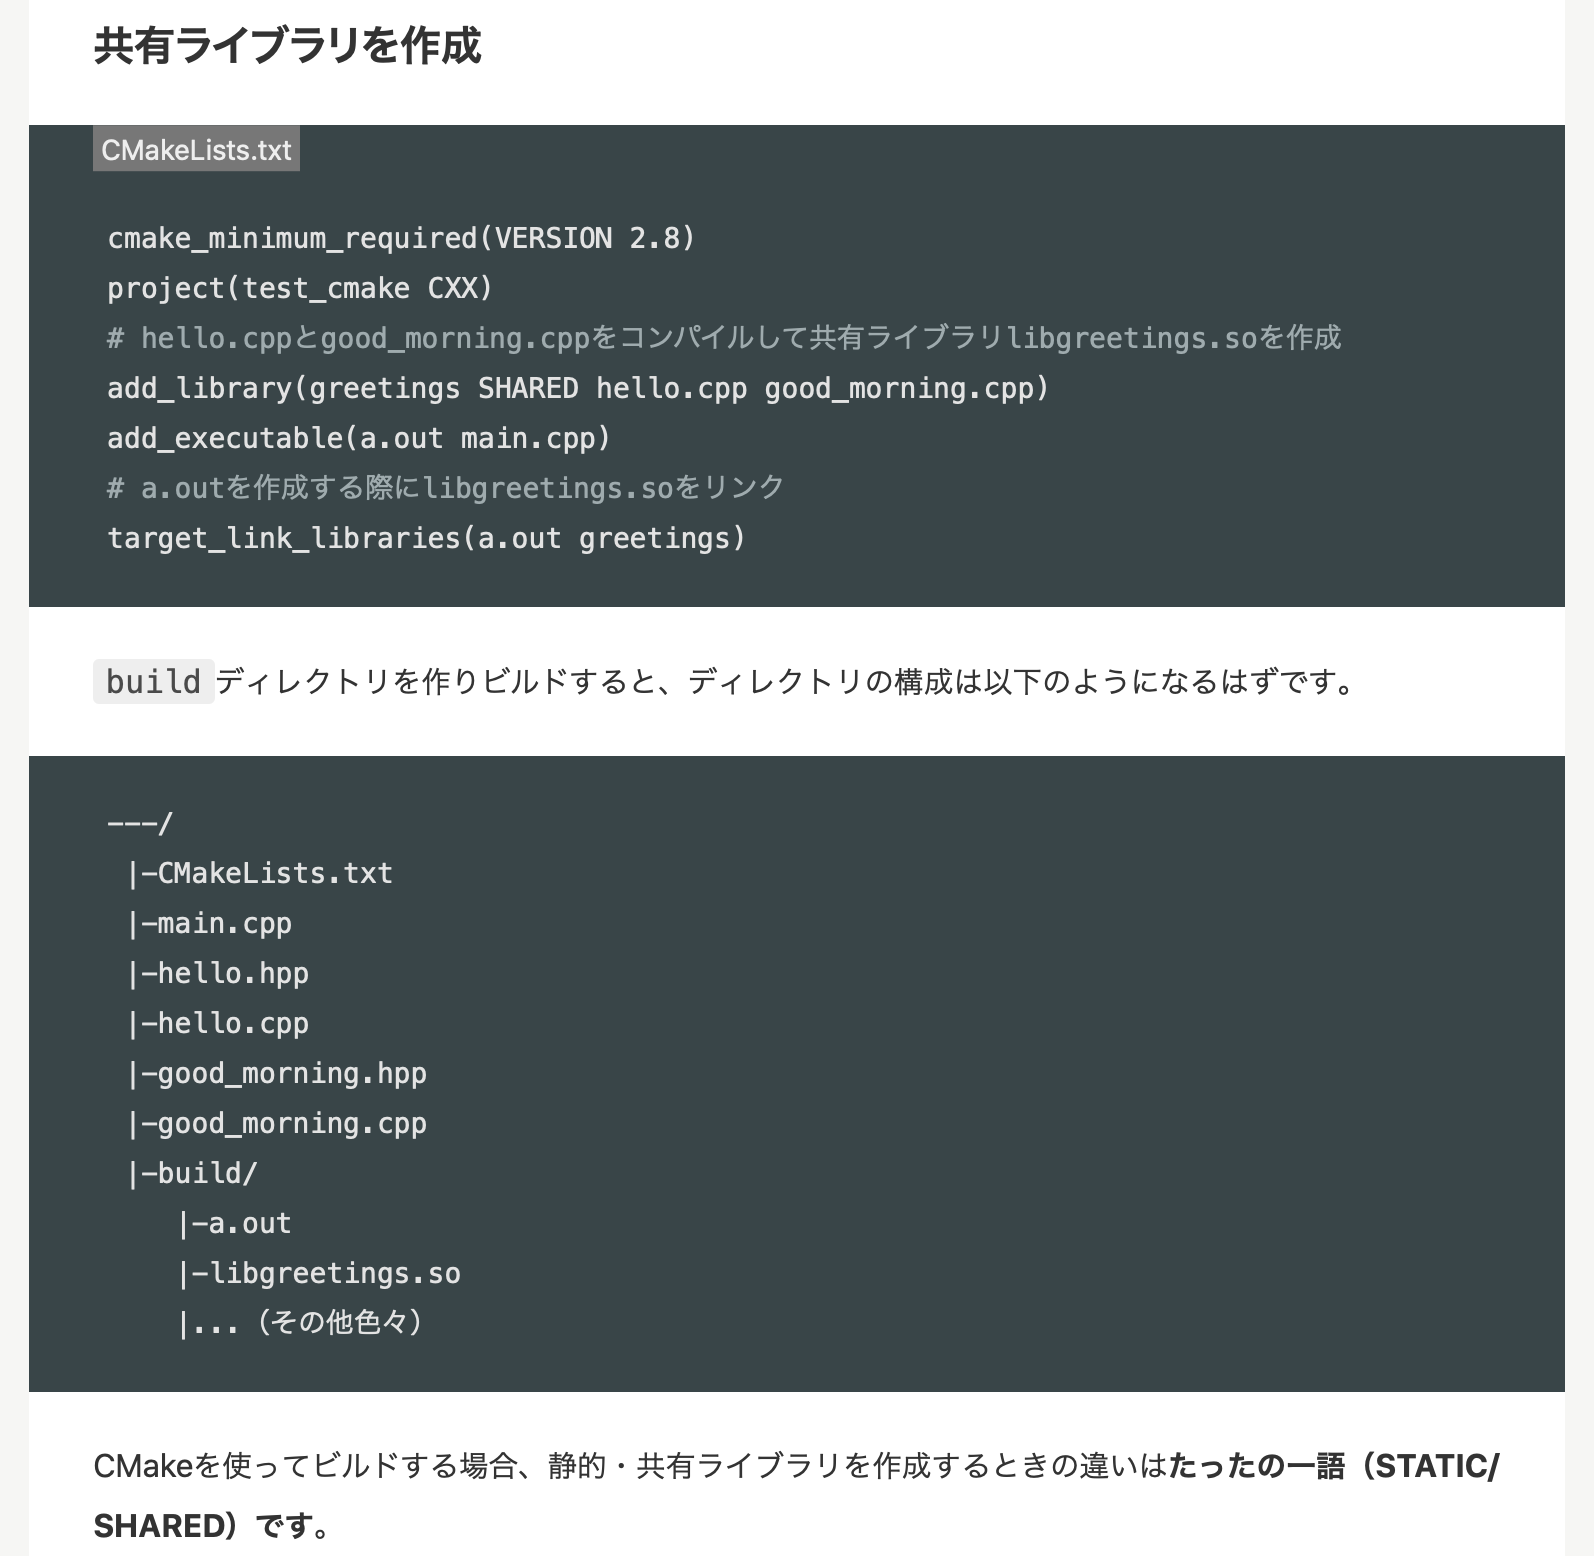 共有ライブラリを作成
CMakeLists.txt
cmake_minimum_required(VERSION 2.8)
project(test_cmake CXX)
# hello.cppとgood_morning.cppをコンパイルして共有ライブラリlibgreetings.soを作成
add_library(greetings SHARED hello.cpp good_morning.cpp)
add_executable(a.out main.cpp)
# a.outを作成する際にlibgreetings.soをリンク
target_link_libraries(a.out greetings)
buildディレクトリを作りビルドすると、ディレクトリの構成は以下のようになるはずです。
---/
 |-CMakeLists.txt
 |-main.cpp
 |-hello.hpp
 |-hello.cpp
 |-good_morning.hpp
 |-good_morning.cpp
 |-build/
    |-a.out
    |-libgreetings.so
    |...（その他色々）
CMakeを使ってビルドする場合、静的・共有ライブラリを作成するときの違いはたったの一語（STATIC/
SHARED）です。